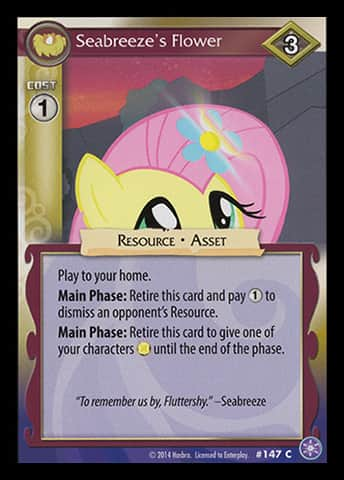 Seabreeze's Flower
3
COST
1
RESOURCE • ASSET
Play to your home.
Main Phase: Retire this card and pay 1 to
dismiss an opponent's Resource.
Main Phase: Retire this card to give one of
your characters until the end of the phase.
"To remember us by, Fluttershy." –Seabreeze
© 2014 Hasbro. Licensed to Enterplay. #147 C